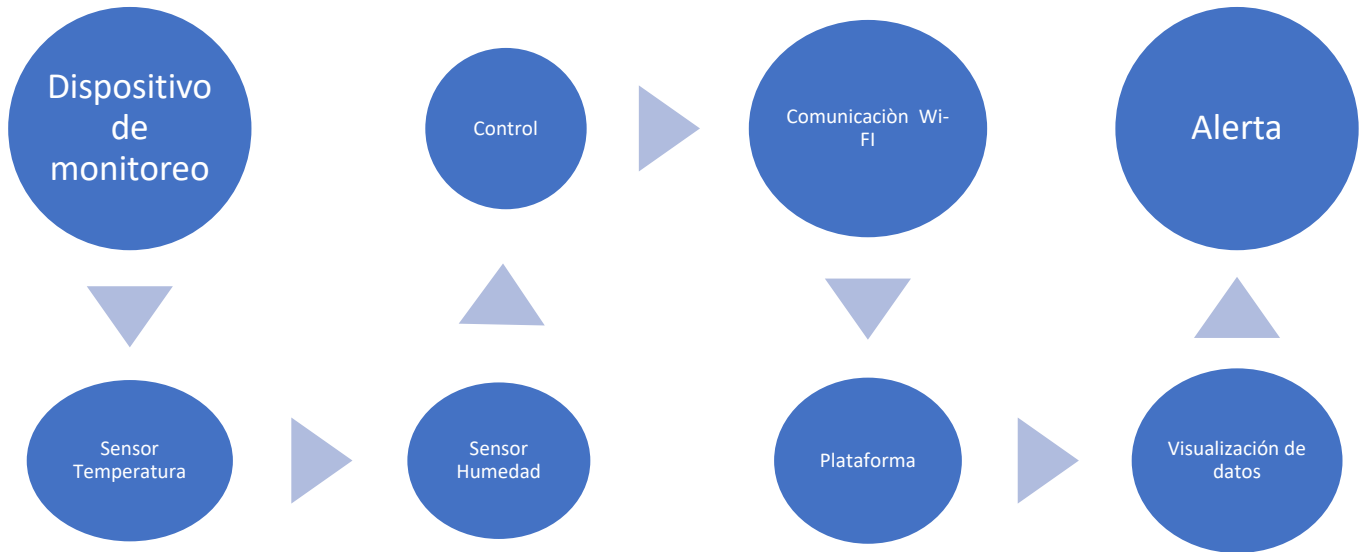 Dispositivo
de
monitoreo
Sensor
Temperatura
Sensor
Humedad
Control
Comunicaciòn Wi-
FI
Plataforma
Visualización de
datos
Alerta